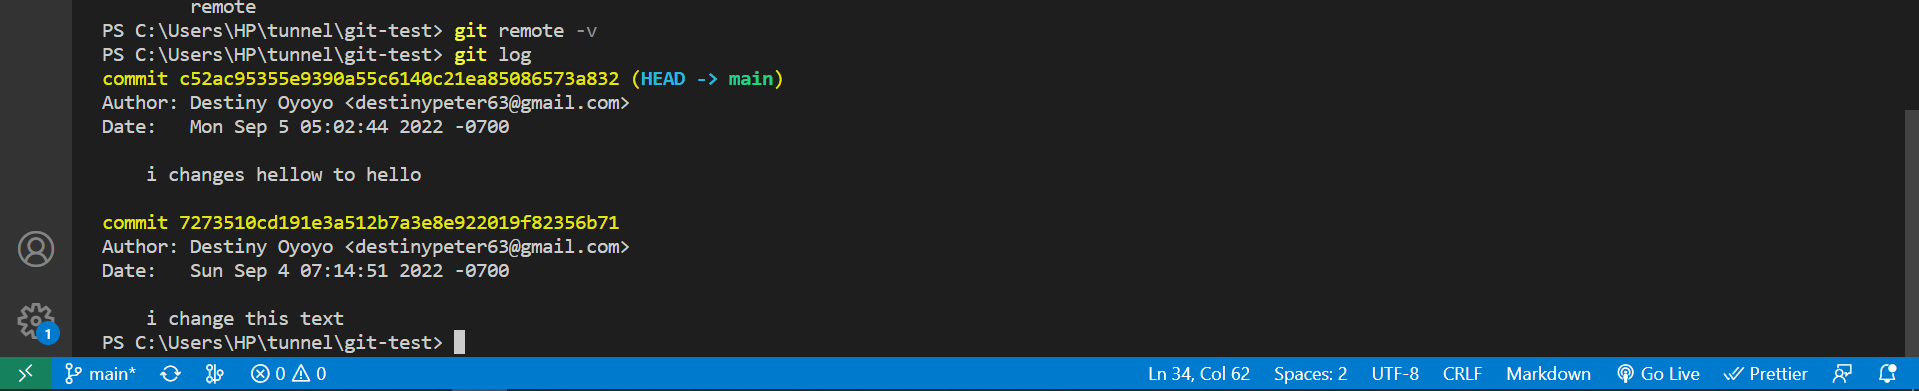 remote
PS C:\Users\HP\tunnel\git-test> git remote -v
PS C:\Users\HP\tunnel\git-test> git log
commit c52ac95355e9390a55c6140c21ea85086573a832 (HEAD -> main)
Author: Destiny Oyoyo <destinypeter63@gmail.com>
Date:   Mon Sep 5 05:02:44 2022 -0700
i changes hellow to hello
commit 7273510cd191e3a512b7a3e8e922019f82356b71
Author: Destiny Oyoyo <destinypeter63@gmail.com>
Date:   Sun Sep 4 07:14:51 2022 -0700
i change this text
PS C:\Users\HP\tunnel\git-test>
1
main* 0 0 Ln 34, Col 62 Spaces: 2 UTF-8 CRLF Markdown Go Live Prettier